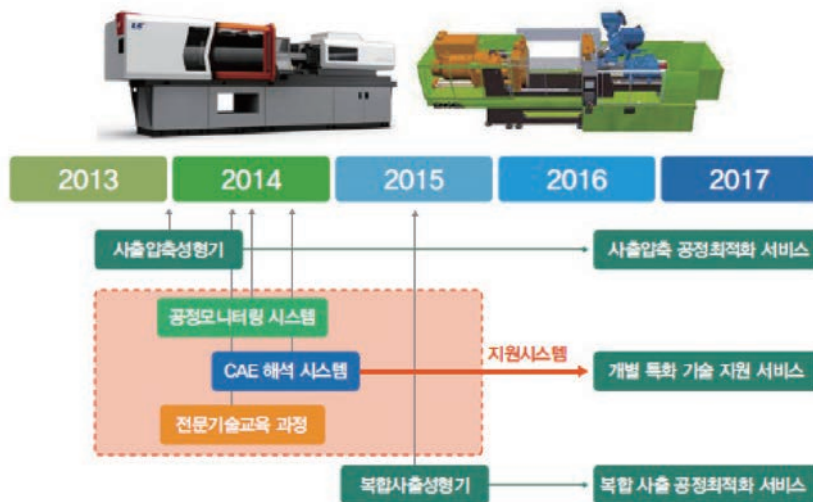 LS
2013
2014
2015
2016
2017
사출압축성형기
사출압축 공정최적화 서비스
공정모니터링 시스템
지원시스템
CAE 해석 시스템
개별 특화 기술 지원 서비스
전문기술교육 과정
복합사출성형기
복합 사출 공정최적화 서비스